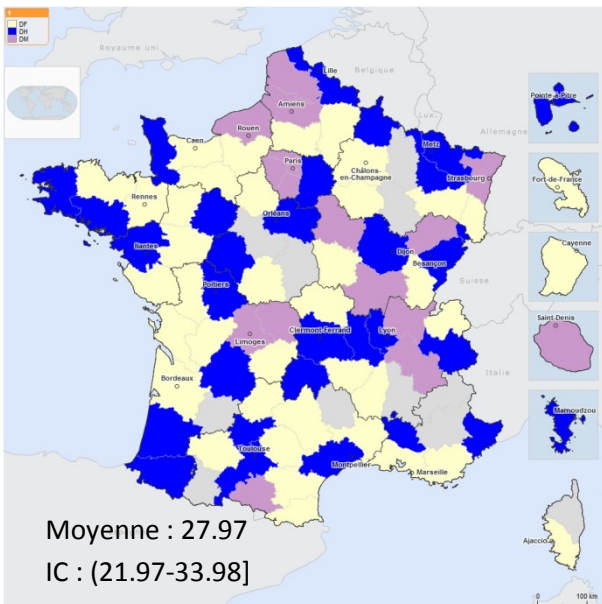 1
DF
DH
DM
Royaume uni
Lille
Belgique
Amiens
Lux.
Allemagne
Rouen
Caen
Metz
Paris
Châlons-
en-Champagne
Strasbourg
Rennes
Orléans
Nantes
Dijon
Besançon
Poitiers
Suisse
Clermont-Ferrand
Lyon
Limoges
Italie
Bordeaux
Toulouse
Montpellier
Marseille
Ajaccio
Pointe-à-Pitre
Fort-de-France
Cayenne
Saint-Denis
Mamoudzou
Moyenne : 27.97
IC : (21.97-33.98]
0 100 km